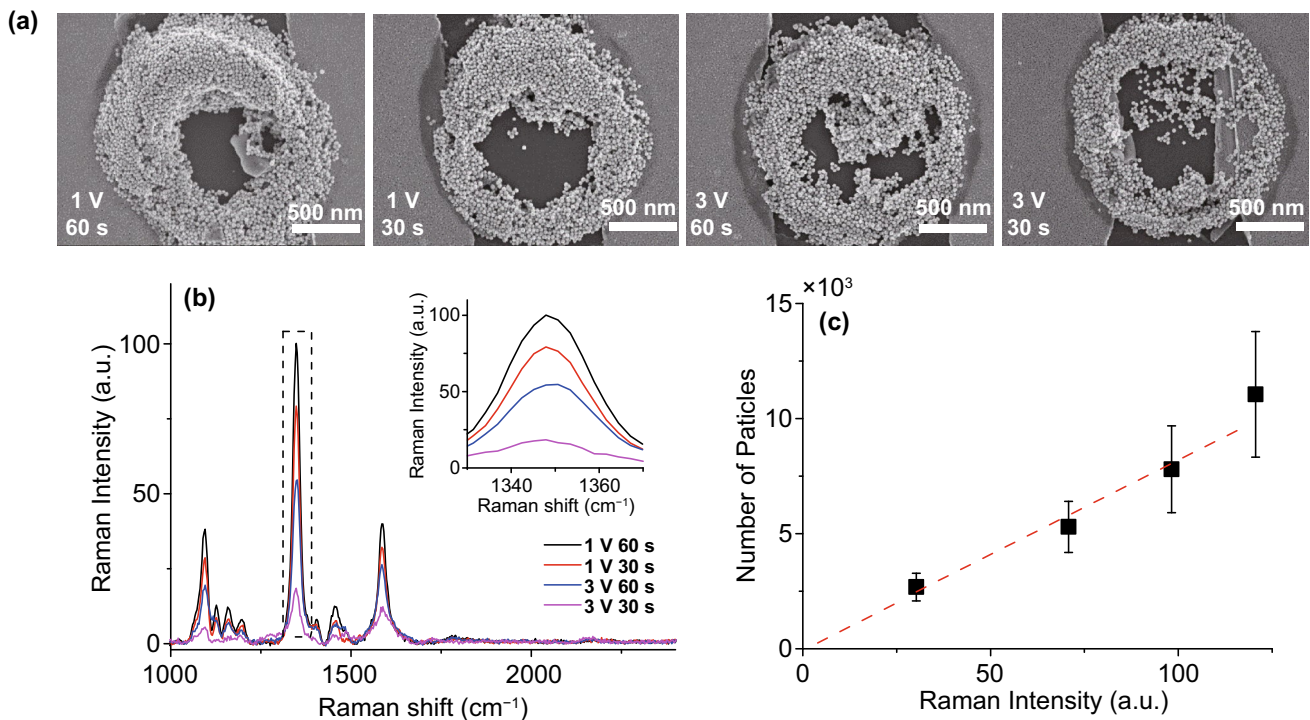 (a)
1 V
60 s
500 nm
1 V
30 s
500 nm
3 V
60 s
500 nm
3 V
30 s
500 nm
(b)
Raman Intensity (a.u.)
100
50
0
1000
1500
2000
Raman shift (cm⁻¹)
Raman Intensity (a.u.)
100
50
0
1340
1360
Raman shift (cm⁻¹)
1 V 60 s
1 V 30 s
3 V 60 s
3 V 30 s
(c)
×10³
Number of Paticles
15
10
5
0
0
50
100
Raman Intensity (a.u.)